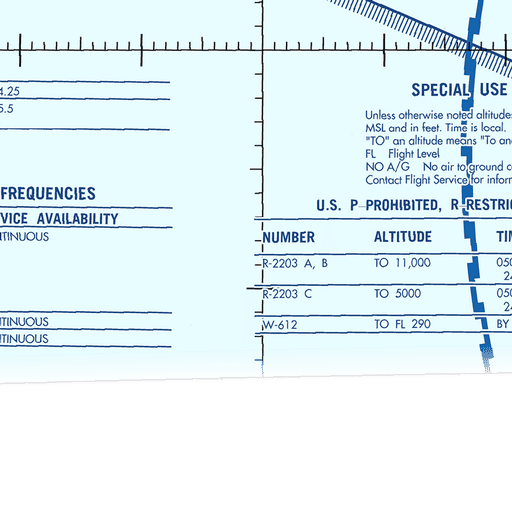 4.25
5.5
FREQUENCIES
VICE AVAILABILITY
TINUOUS
TINUOUS
TINUOUS
SPECIAL USE
Unless otherwise noted altitudes
MSL and in feet. Time is local.
"TO" an altitude means "To an
FL Flight Level
NO A/G No air to ground c
Contact Flight Service for inform
U.S. P-PROHIBITED, R-RESTRIC
NUMBER ALTITUDE TI
R-2203 A, B TO 11,000 050
24
R-2203 C TO 5000 050
24
W-612 TO FL 290 BY